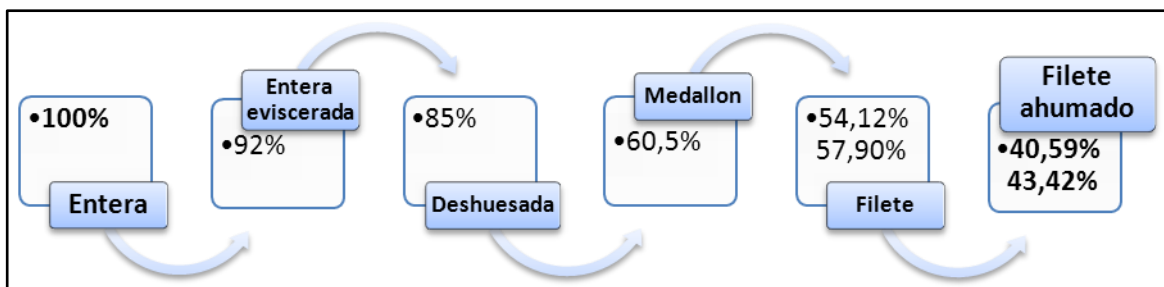 •100%
Entera
Entera
eviscerada
•92%
•85%
Deshuesada
Medallon
•60,5%
•54,12%
57,90%
Filete
Filete
ahumado
•40,59%
43,42%